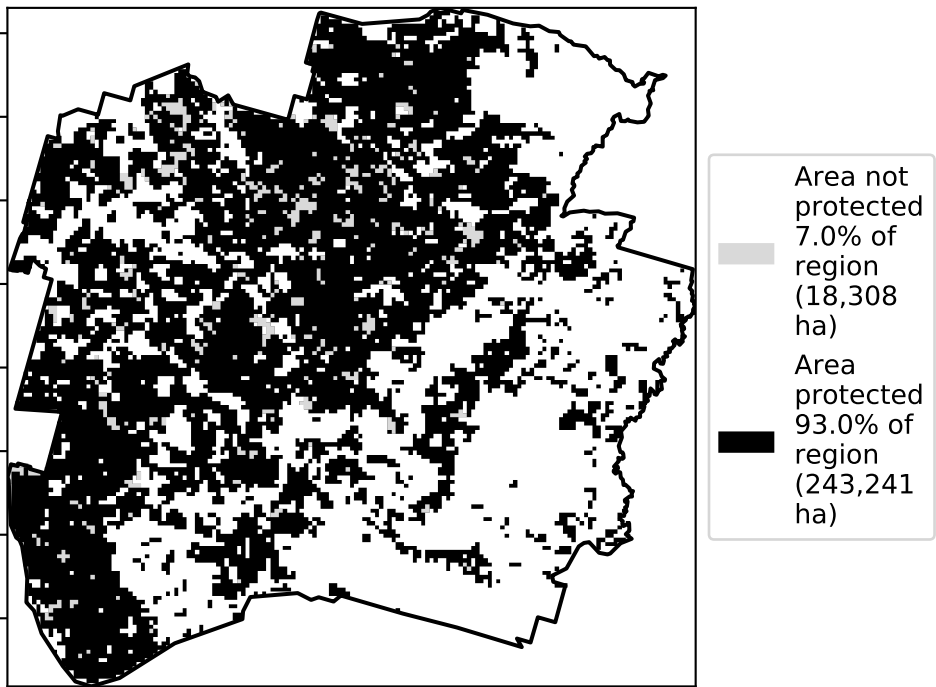 Area not
protected
7.0% of
region
(18,308
ha)
Area
protected
93.0% of
region
(243,241
ha)